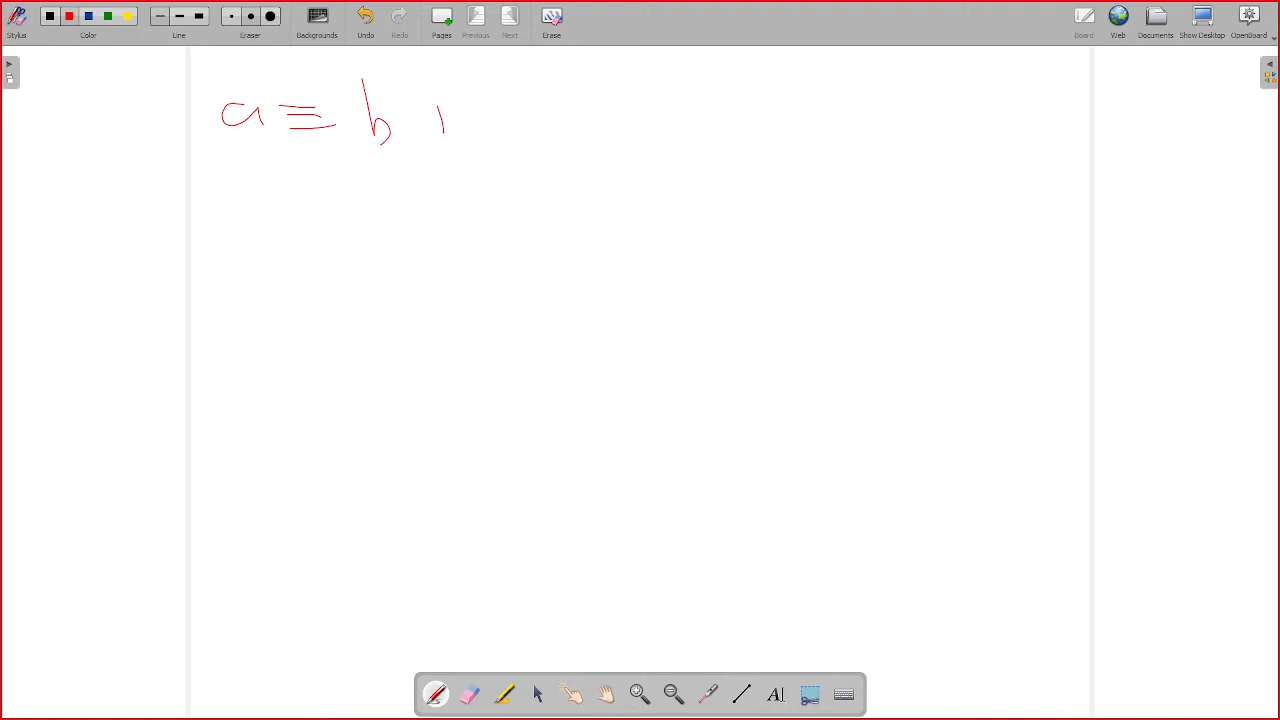 Stylus Color Line Eraser Backgrounds Undo Redo Pages Previous Next Erase Board Web Documents Show Desktop OpenBoard
a ≡ b
A